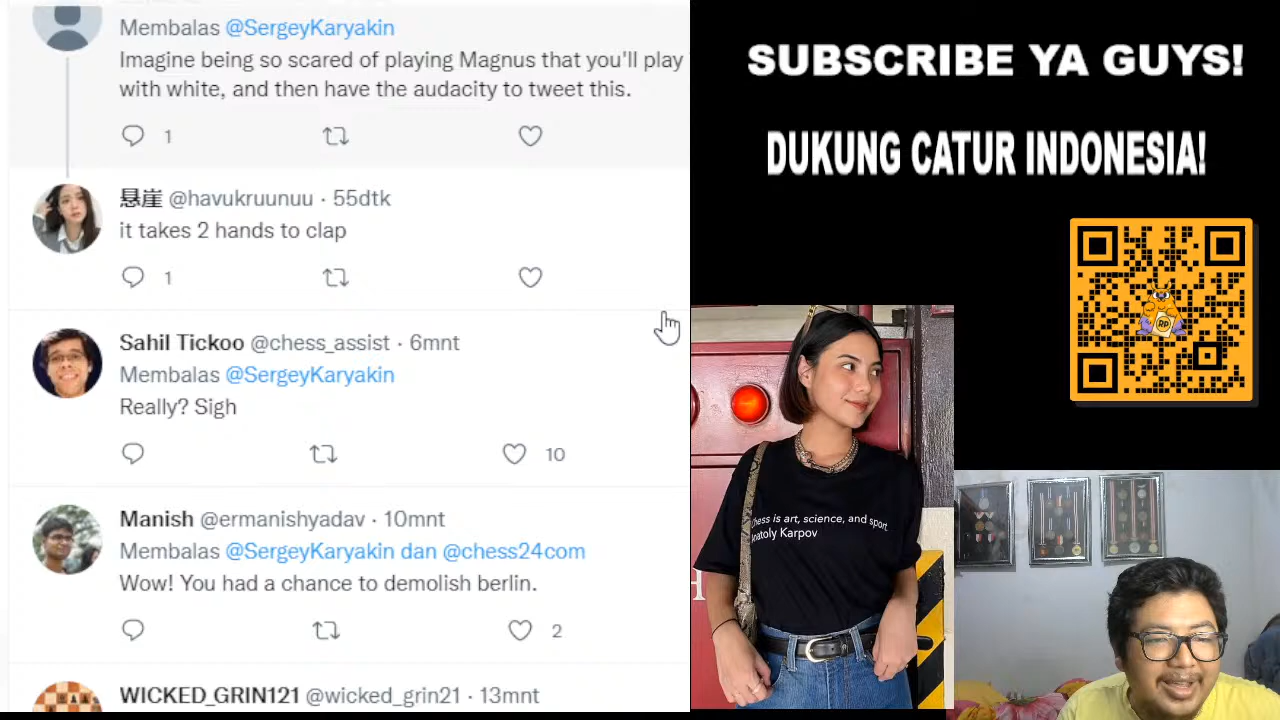 Membalas @SergeyKaryakin
Imagine being so scared of playing Magnus that you'll play
with white, and then have the audacity to tweet this.
1
悬崖 @havukruunuu · 55dtk
it takes 2 hands to clap
1
Sahil Tickoo @chess_assist · 6mnt
Membalas @SergeyKaryakin
Really? Sigh
10
Manish @ermanishyadav · 10mnt
Membalas @SergeyKaryakin dan @chess24com
Wow! You had a chance to demolish berlin.
2
WICKED_GRIN121 @wicked_grin21 · 13mnt
SUBSCRIBE YA GUYS!
DUKUNG CATUR INDONESIA!
RP
Chess is art, science, and sport.
Anatoly Karpov